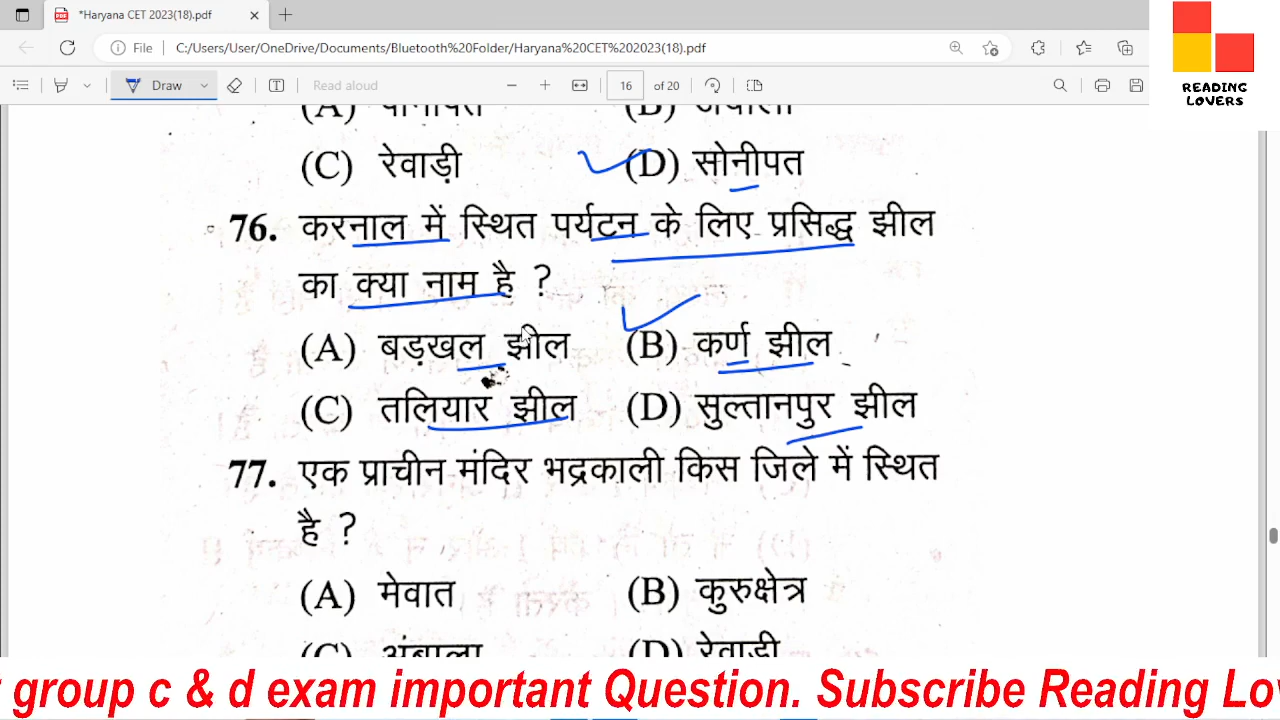 *Haryana CET 2023(18).pdf
File C:/Users/User/OneDrive/Documents/Bluetooth%20Folder/Haryana%20CET%202023(18).pdf
Draw Read aloud 16 of 20
READING
LOVERS
(A) पानीपत (B) अंबाला
(C) रेवाड़ी (D) सोनीपत
76. करनाल में स्थित पर्यटन के लिए प्रसिद्ध झील
का क्या नाम है ?
(A) बड़खल झील (B) कर्ण झील
(C) तलियार झील (D) सुल्तानपुर झील
77. एक प्राचीन मंदिर भद्रकाली किस जिले में स्थित
है ?
(A) मेवात (B) कुरुक्षेत्र
(C) अंबाला (D) रेवाड़ी
group c & d exam important Question. Subscribe Reading Lo